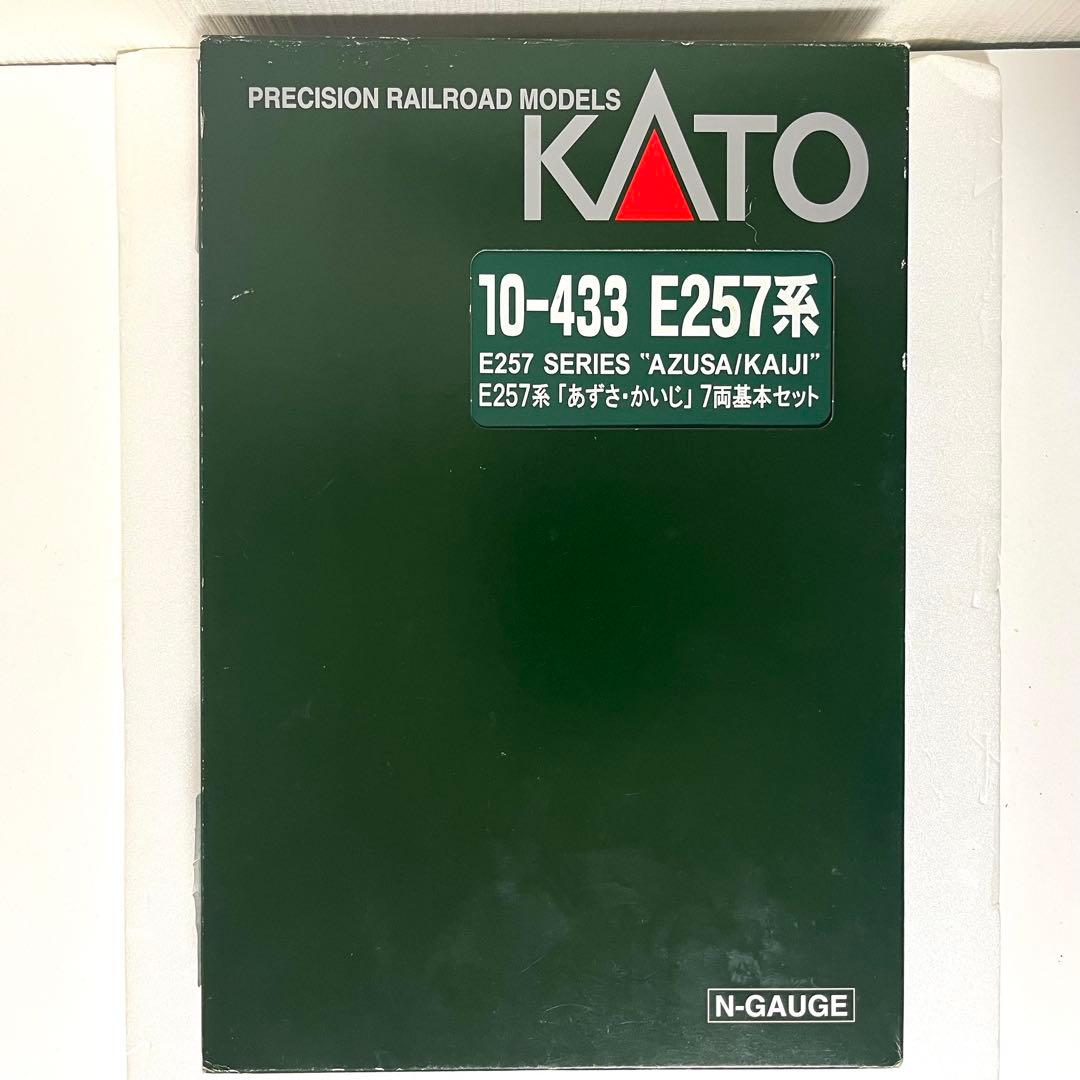 PRECISION RAILROAD MODELS
KATO
10-433 E257系
E257 SERIES "AZUSA/KAIJI"
E257系「あずさ・かいじ」7両基本セット
N-GAUGE